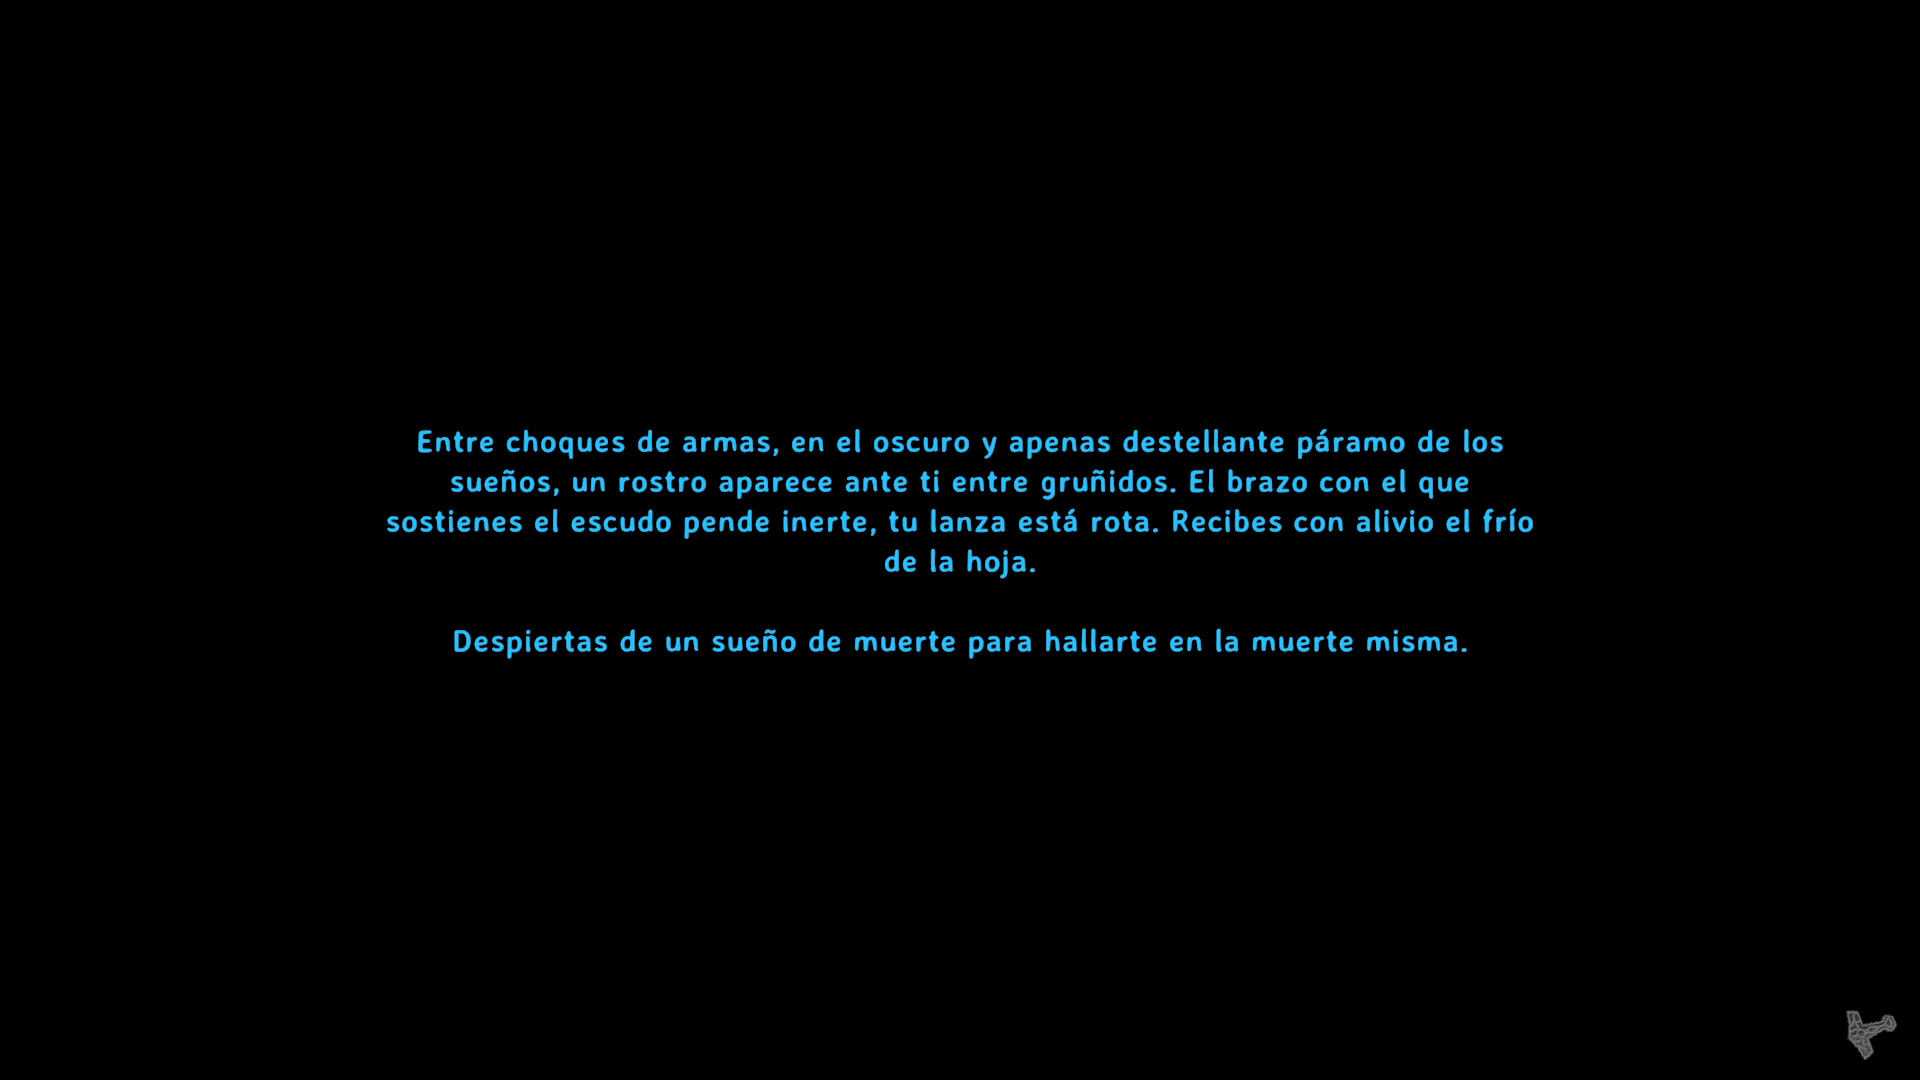 Entre choques de armas, en el oscuro y apenas destellante páramo de los
sueños, un rostro aparece ante ti entre gruñidos. El brazo con el que
sostienes el escudo pende inerte, tu lanza está rota. Recibes con alivio el frío
de la hoja.
Despiertas de un sueño de muerte para hallarte en la muerte misma.